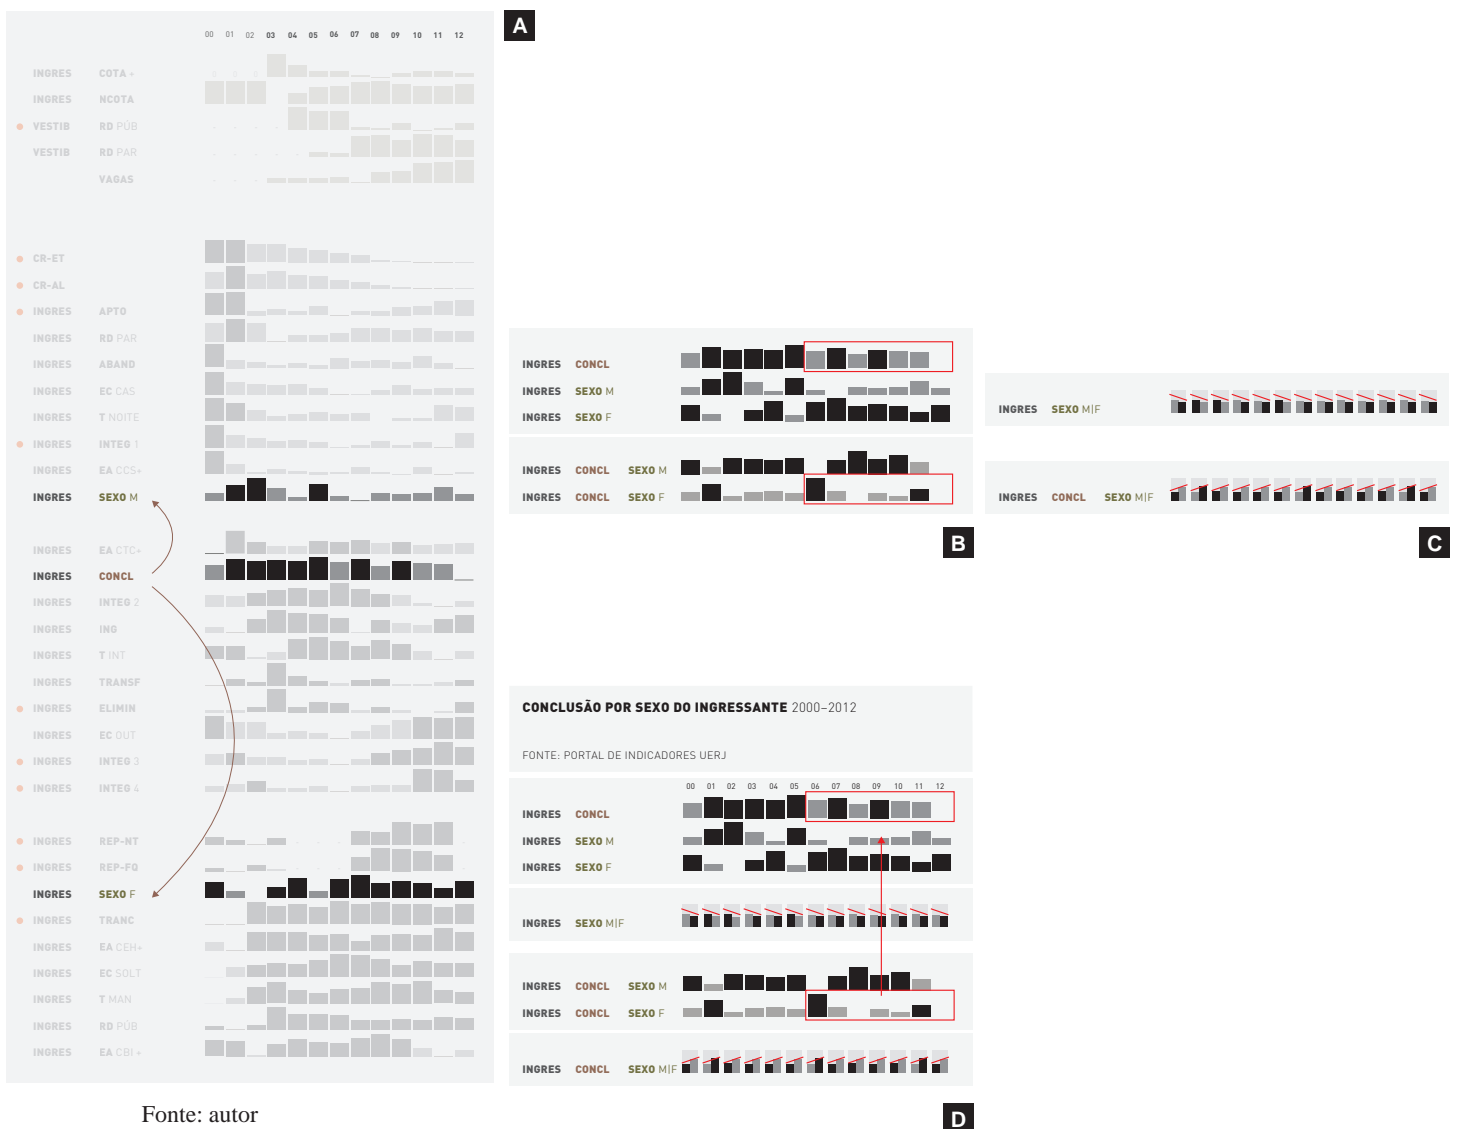 A
00 01 02 03 04 05 06 07 08 09 10 11 12
INGRES COTA +
INGRES NCOTA
VESTIB RD PÚB
VESTIB RD PAR
VAGAS
CR-ET
CR-AL
INGRES APTO
INGRES RD PAR
INGRES ABAND
INGRES EC CAS
INGRES T NOITE
INGRES INTEG 1
INGRES EA CCS+
INGRES SEXO M
INGRES EA CTC+
INGRES CONCL
INGRES INTEG 2
INGRES ING
INGRES T INT
INGRES TRANSF
INGRES ELIMIN
INGRES EC OUT
INGRES INTEG 3
INGRES INTEG 4
INGRES REP-NT
INGRES REP-FQ
INGRES SEXO F
INGRES TRANC
INGRES EA CEH+
INGRES EC SOLT
INGRES T MAN
INGRES RD PÚB
INGRES EA CBI +
INGRES CONCL
INGRES SEXO M
INGRES SEXO F
INGRES CONCL SEXO M
INGRES CONCL SEXO F
B
INGRES SEXO M|F
INGRES CONCL SEXO M|F
C
CONCLUSÃO POR SEXO DO INGRESSANTE 2000–2012
FONTE: PORTAL DE INDICADORES UERJ
00 01 02 03 04 05 06 07 08 09 10 11 12
INGRES CONCL
INGRES SEXO M
INGRES SEXO F
INGRES SEXO M|F
INGRES CONCL SEXO M
INGRES CONCL SEXO F
INGRES CONCL SEXO M|F
D
Fonte: autor